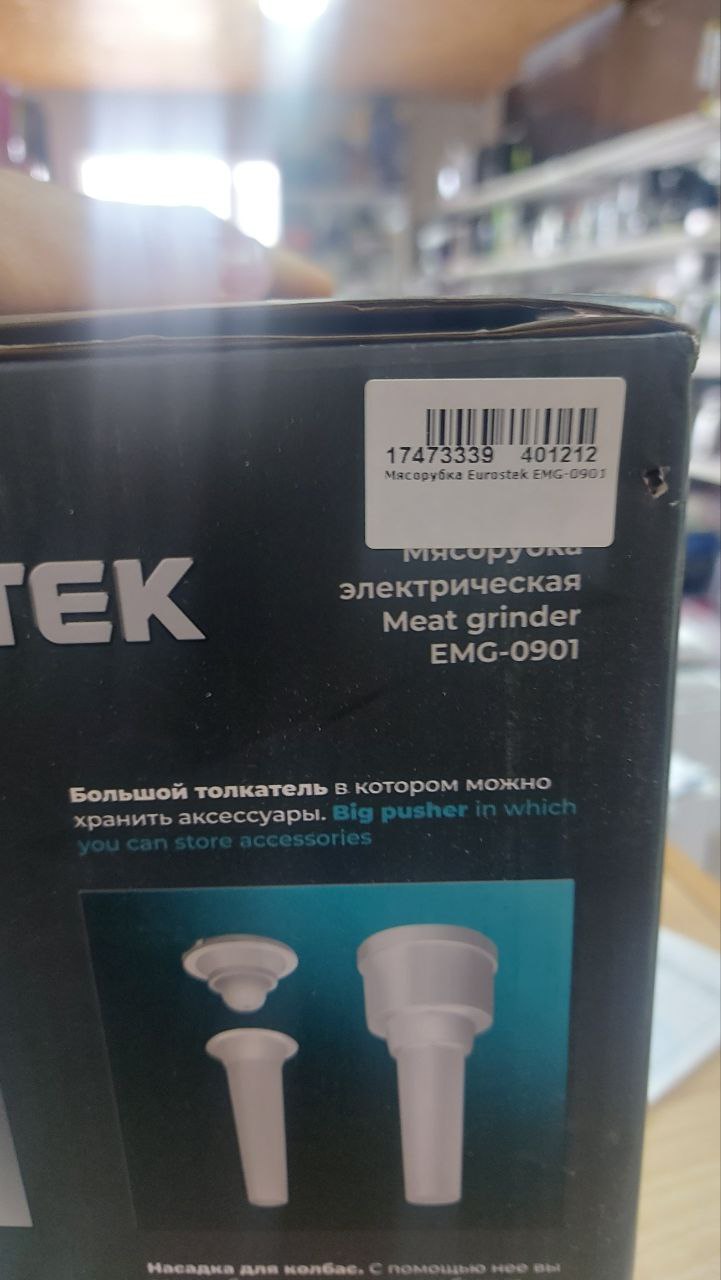 17473339 401212
Мясорубка Eurostek EMG-0901
Мясорубка
электрическая
Meat grinder
EMG-0901
TEK
Большой толкатель в котором можно
хранить аксессуары. Big pusher in which
you can store accessories
Насадка для колбас. С помощью нее вы